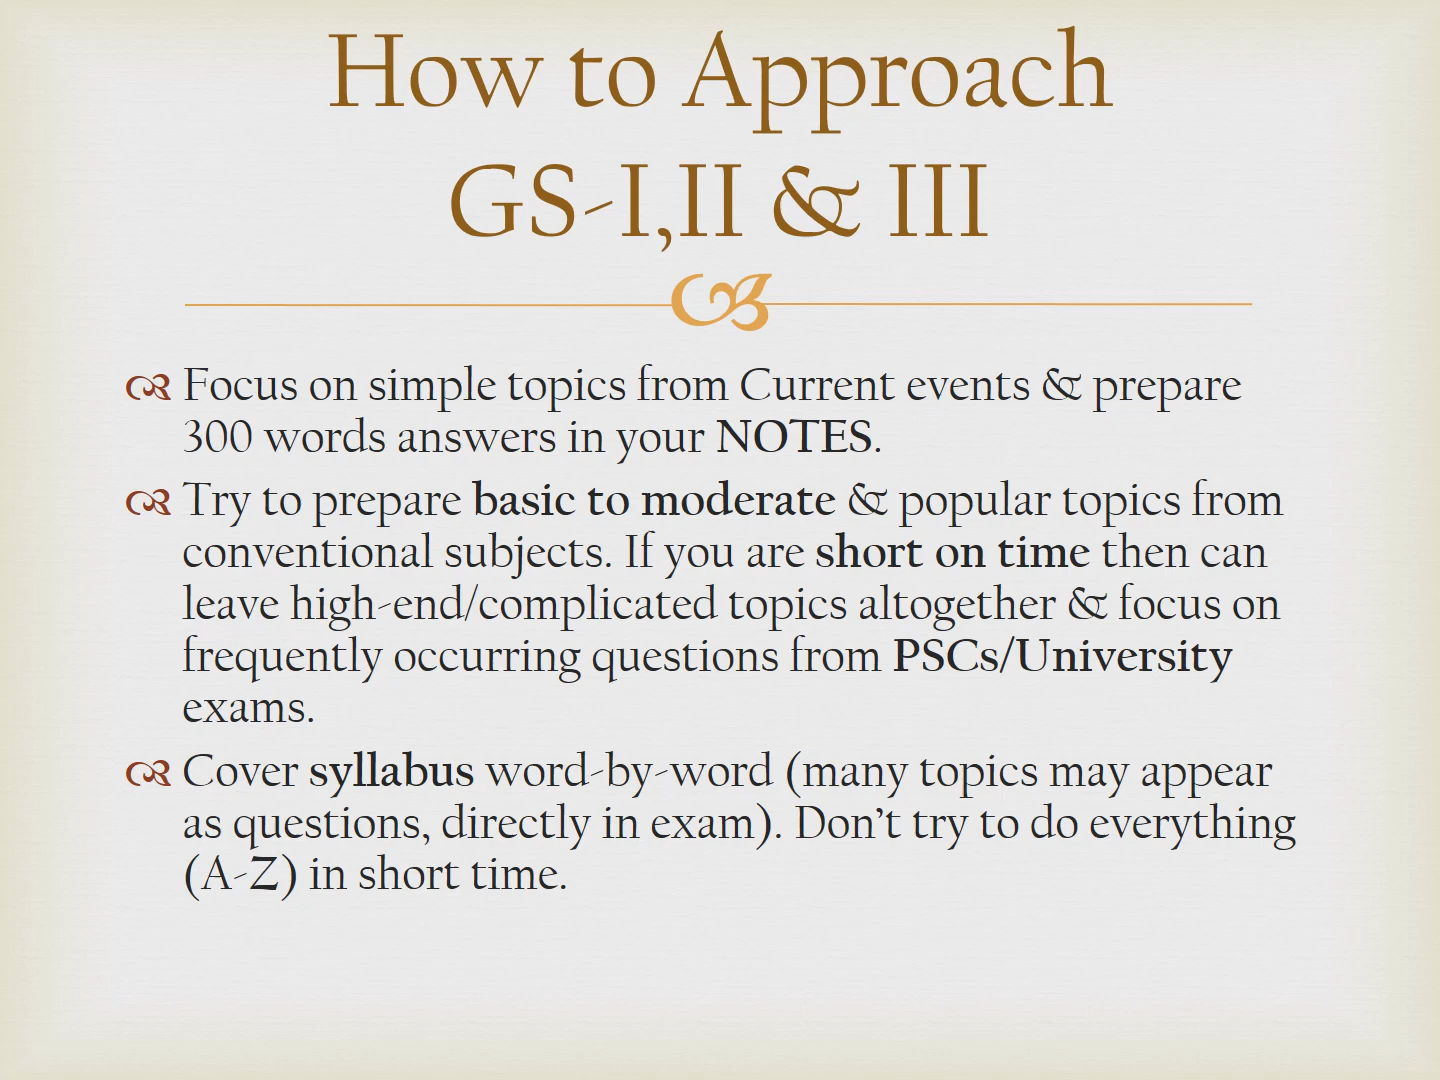 How to Approach
GS-I,II & III
Focus on simple topics from Current events & prepare
300 words answers in your NOTES.
Try to prepare basic to moderate & popular topics from
conventional subjects. If you are short on time then can
leave high-end/complicated topics altogether & focus on
frequently occurring questions from PSCs/University
exams.
Cover syllabus word-by-word (many topics may appear
as questions, directly in exam). Don’t try to do everything
(A-Z) in short time.